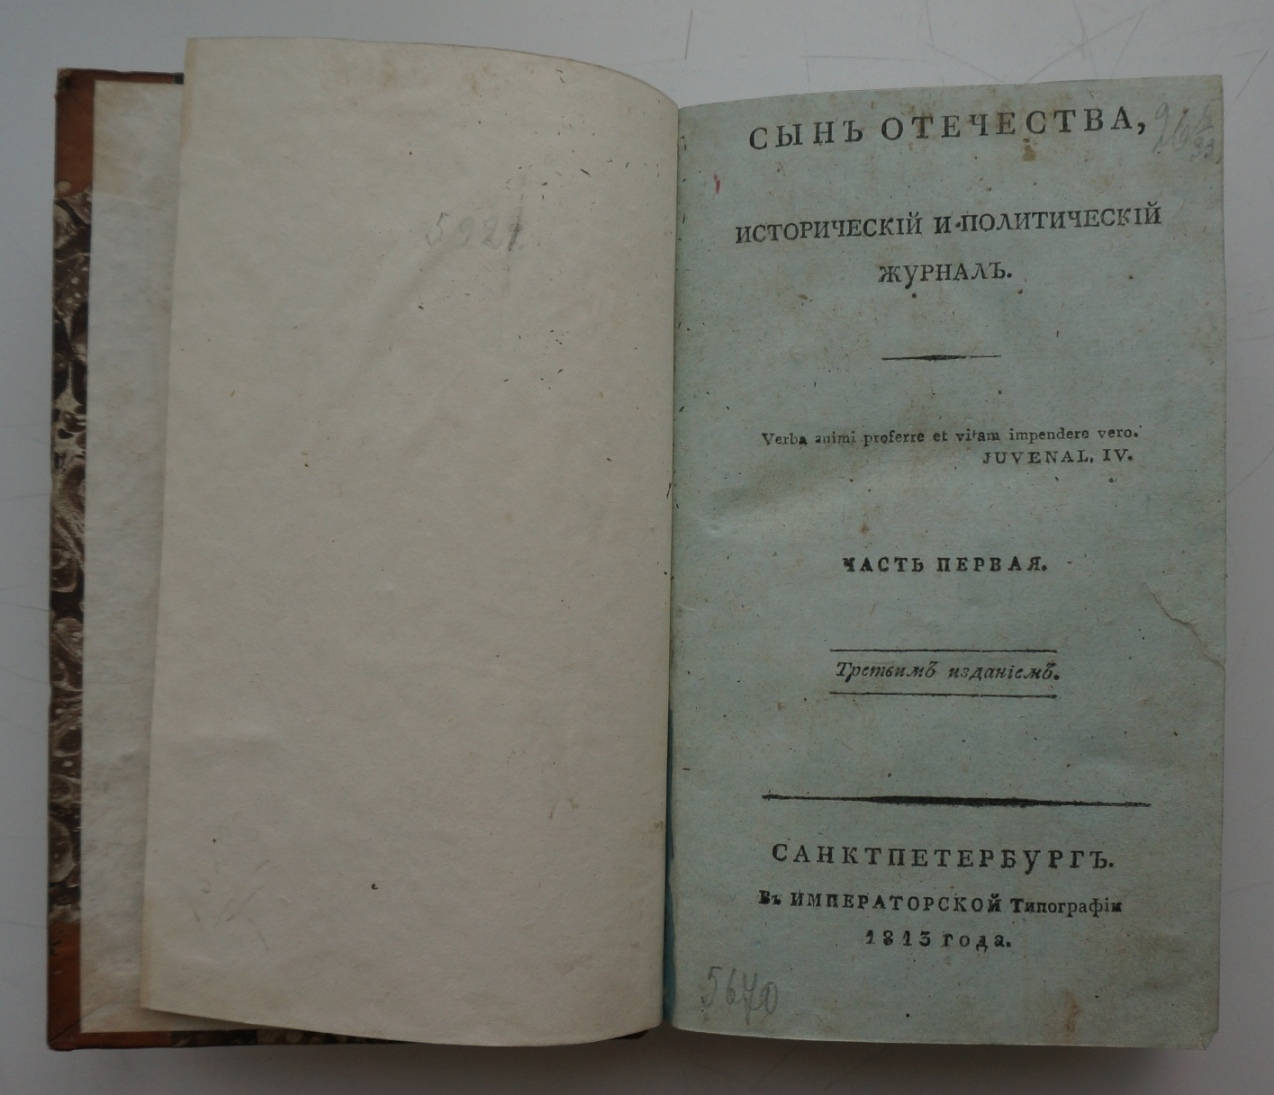 5921
СЫНЪ ОТЕЧЕСТВА,
ИСТОРИЧЕСКІЙ И ПОЛИТИЧЕСКІЙ
ЖУРНАЛЪ.
Verba animi proferre et vitam impendere vero.
JUVENAL, IV.
ЧАСТЬ ПЕРВАЯ.
Третьимъ изданіемъ.
САНКТПЕТЕРБУРГЪ.
Въ ИМПЕРАТОРСКОЙ Типографіи
1813 года.
5670